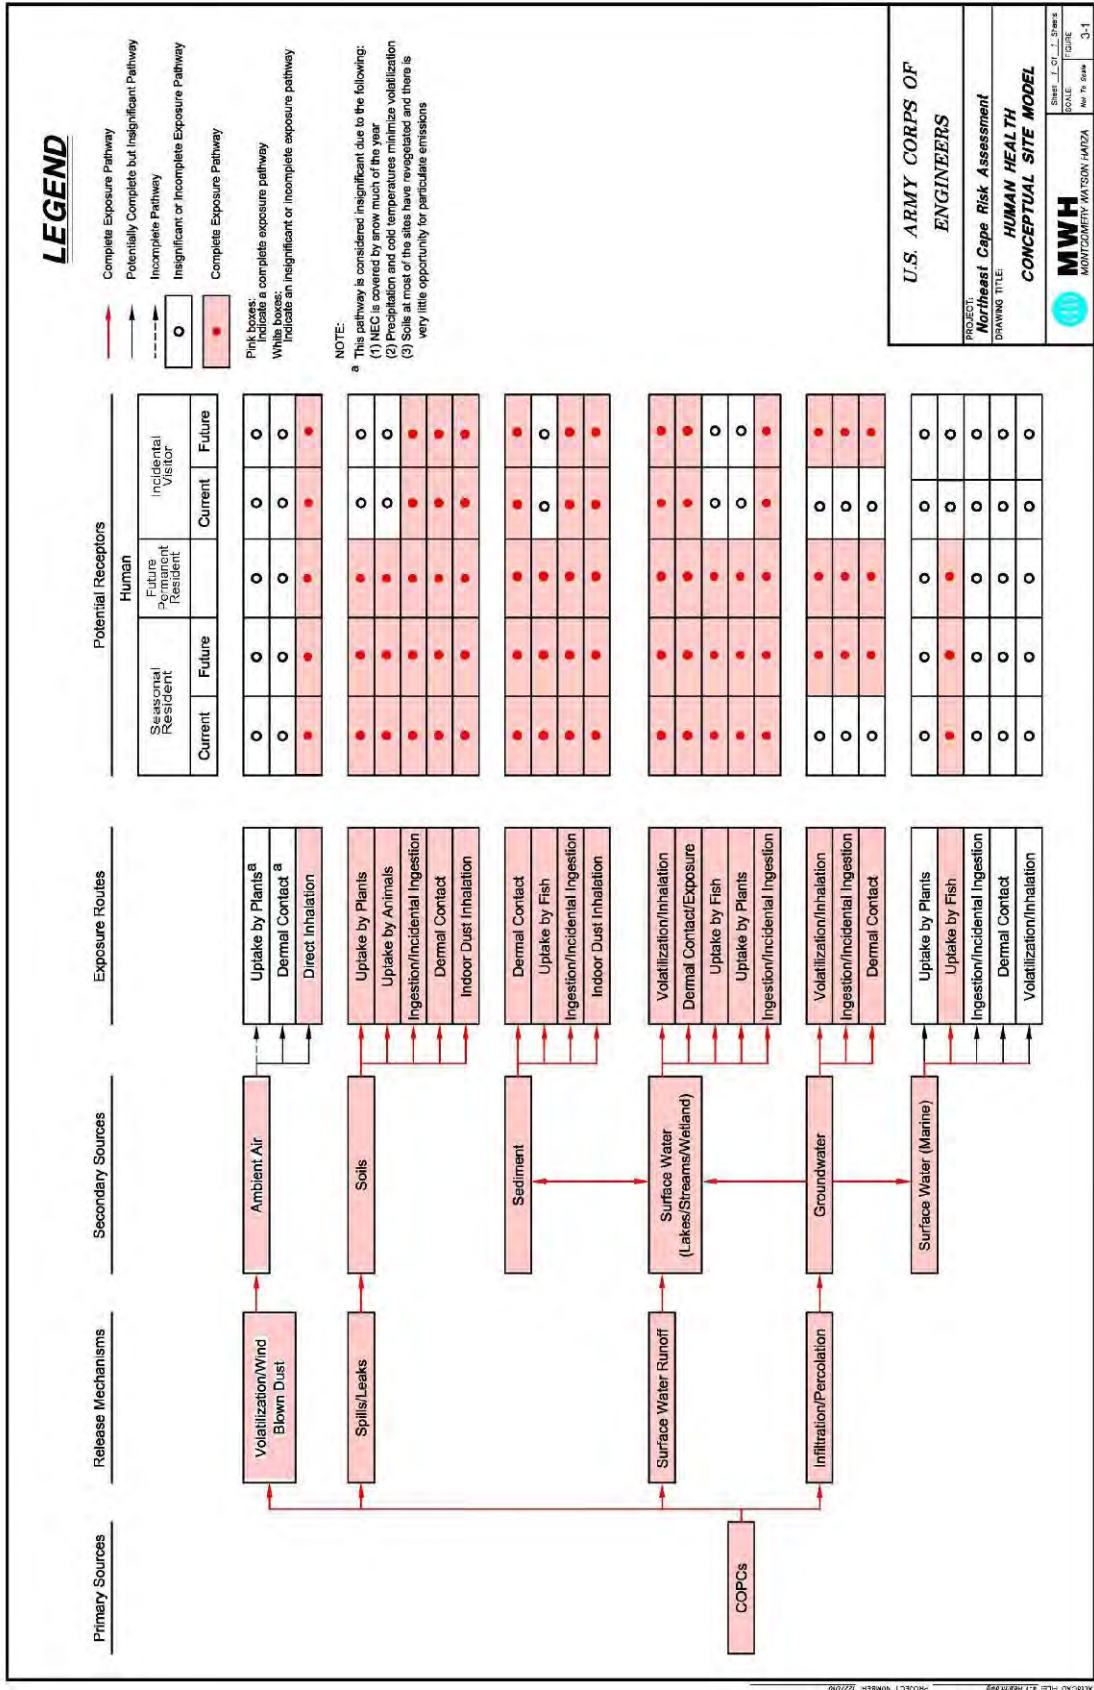 LEGEND
Complete Exposure Pathway
Potentially Complete but Insignificant Pathway
Incomplete Pathway
Insignificant or Incomplete Exposure Pathway
Complete Exposure Pathway
Pink boxes:
Indicate a complete exposure pathway
White boxes:
Indicate an insignificant or incomplete exposure pathway
NOTE:
a This pathway is considered insignificant due to the following:
(1) NEC is covered by snow much of the year
(2) Precipitation and cold temperatures minimize volatilization
(3) Soils at most of the sites have revegetated and there is
very little opportunity for particulate emissions
Primary Sources
Release Mechanisms
Secondary Sources
Exposure Routes
Potential Receptors
Human
Seasonal
Resident
Future
Permanent
Resident
Incidental
Visitor
Current
Future
Current
Future
COPCs
Volatilization/Wind
Blown Dust
Ambient Air
Uptake by Plants a
Dermal Contact a
Direct Inhalation
Spills/Leaks
Soils
Uptake by Plants
Uptake by Animals
Ingestion/Incidental Ingestion
Dermal Contact
Indoor Dust Inhalation
Sediment
Dermal Contact
Uptake by Fish
Ingestion/Incidental Ingestion
Indoor Dust Inhalation
Surface Water Runoff
Surface Water
(Lakes/Streams/Wetland)
Volatilization/Inhalation
Dermal Contact/Exposure
Uptake by Fish
Uptake by Plants
Ingestion/Incidental Ingestion
Infiltration/Percolation
Groundwater
Volatilization/Inhalation
Ingestion/Incidental Ingestion
Dermal Contact
Surface Water (Marine)
Uptake by Plants
Uptake by Fish
Ingestion/Incidental Ingestion
Dermal Contact
Volatilization/Inhalation
U.S. ARMY CORPS OF
ENGINEERS
PROJECT:
Northeast Cape Risk Assessment
DRAWING TITLE:
HUMAN HEALTH
CONCEPTUAL SITE MODEL
MWH
MONTGOMERY WATSON HARZA
Sheet 1 Of 1 Sheets
SCALE:
Not To Scale
FIGURE
3-1
PROJECT NUMBER: